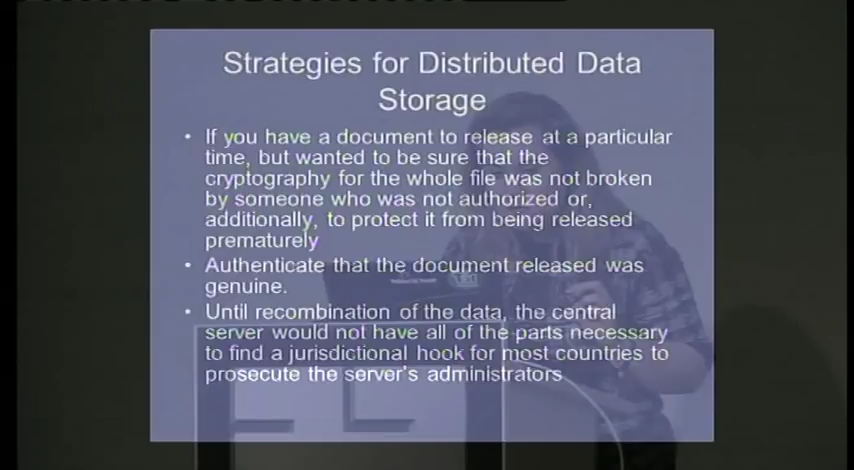 Strategies for Distributed Data
Storage
• If you have a document to release at a particular
time, but wanted to be sure that the
cryptography for the whole file was not broken
by someone who was not authorized or,
additionally, to protect it from being released
prematurely
• Authenticate that the document released was
genuine.
• Until recombination of the data, the central
server would not have all of the parts necessary
to find a jurisdictional hook for most countries to
prosecute the server's administrators